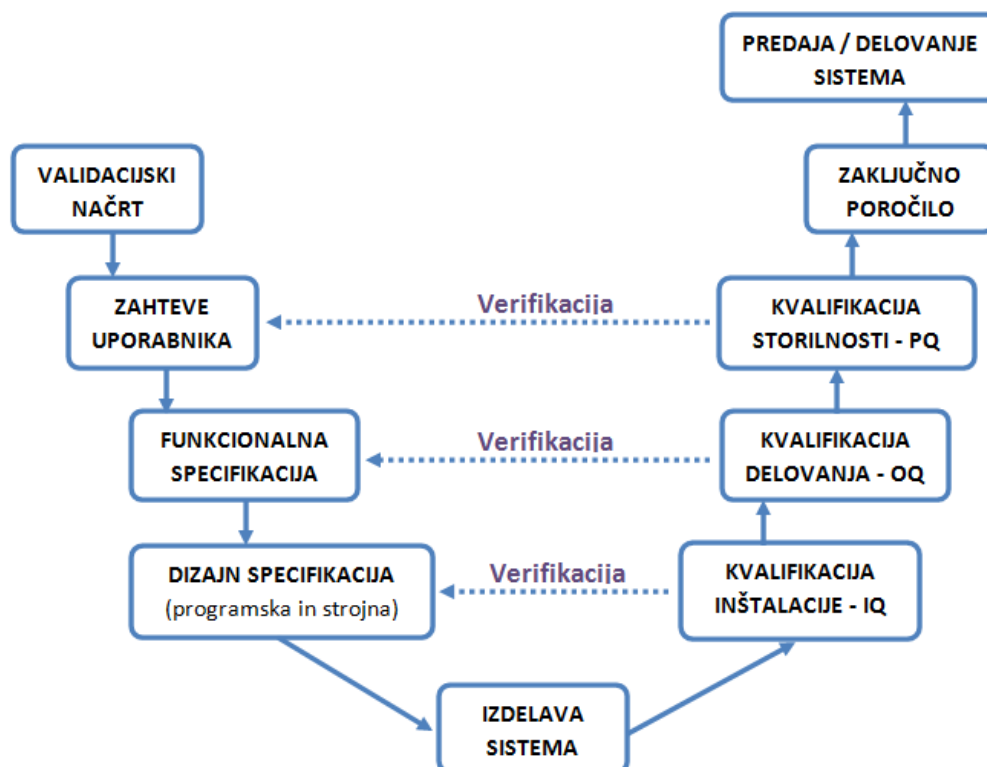 PREDAJA / DELOVANJE
SISTEMA
VALIDACIJSKI
NAČRT
ZAKLJUČNO
POROČILO
ZAHTEVE
UPORABNIKA
Verifikacija
KVALIFIKACIJA
STORILNOSTI - PQ
FUNKCIONALNA
SPECIFIKACIJA
Verifikacija
KVALIFIKACIJA
DELOVANJA - OQ
DIZAJN SPECIFIKACIJA
(programska in strojna)
Verifikacija
KVALIFIKACIJA
INŠTALACIJE - IQ
IZDELAVA
SISTEMA